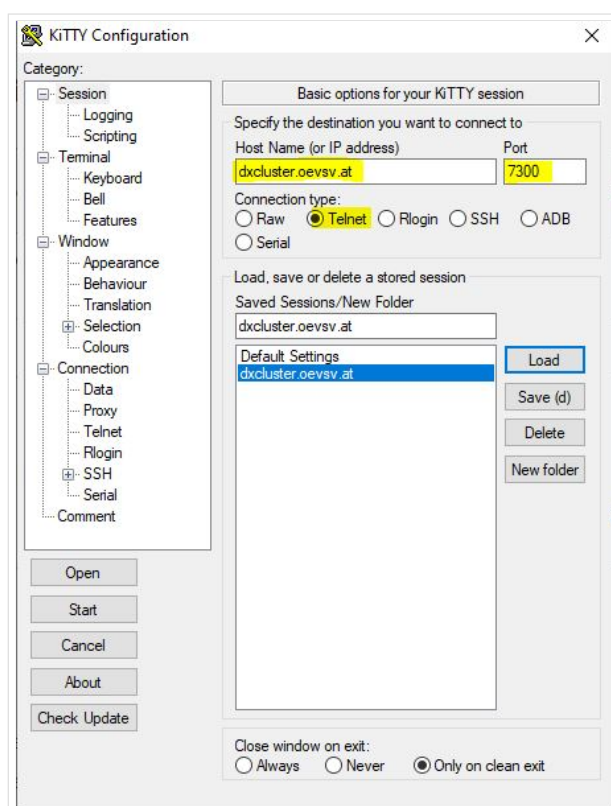 KiTTY Configuration
Category:
Session
Logging
Scripting
Terminal
Keyboard
Bell
Features
Window
Appearance
Behaviour
Translation
Selection
Colours
Connection
Data
Proxy
Telnet
Rlogin
SSH
Serial
Comment
Open
Start
Cancel
About
Check Update
Basic options for your KiTTY session
Specify the destination you want to connect to
Host Name (or IP address) Port
dxcluster.oevsv.at 7300
Connection type:
Raw Telnet Rlogin SSH ADB
Serial
Load, save or delete a stored session
Saved Sessions/New Folder
dxcluster.oevsv.at
Default Settings
dxcluster.oevsv.at
Load
Save (d)
Delete
New folder
Close window on exit:
Always Never Only on clean exit